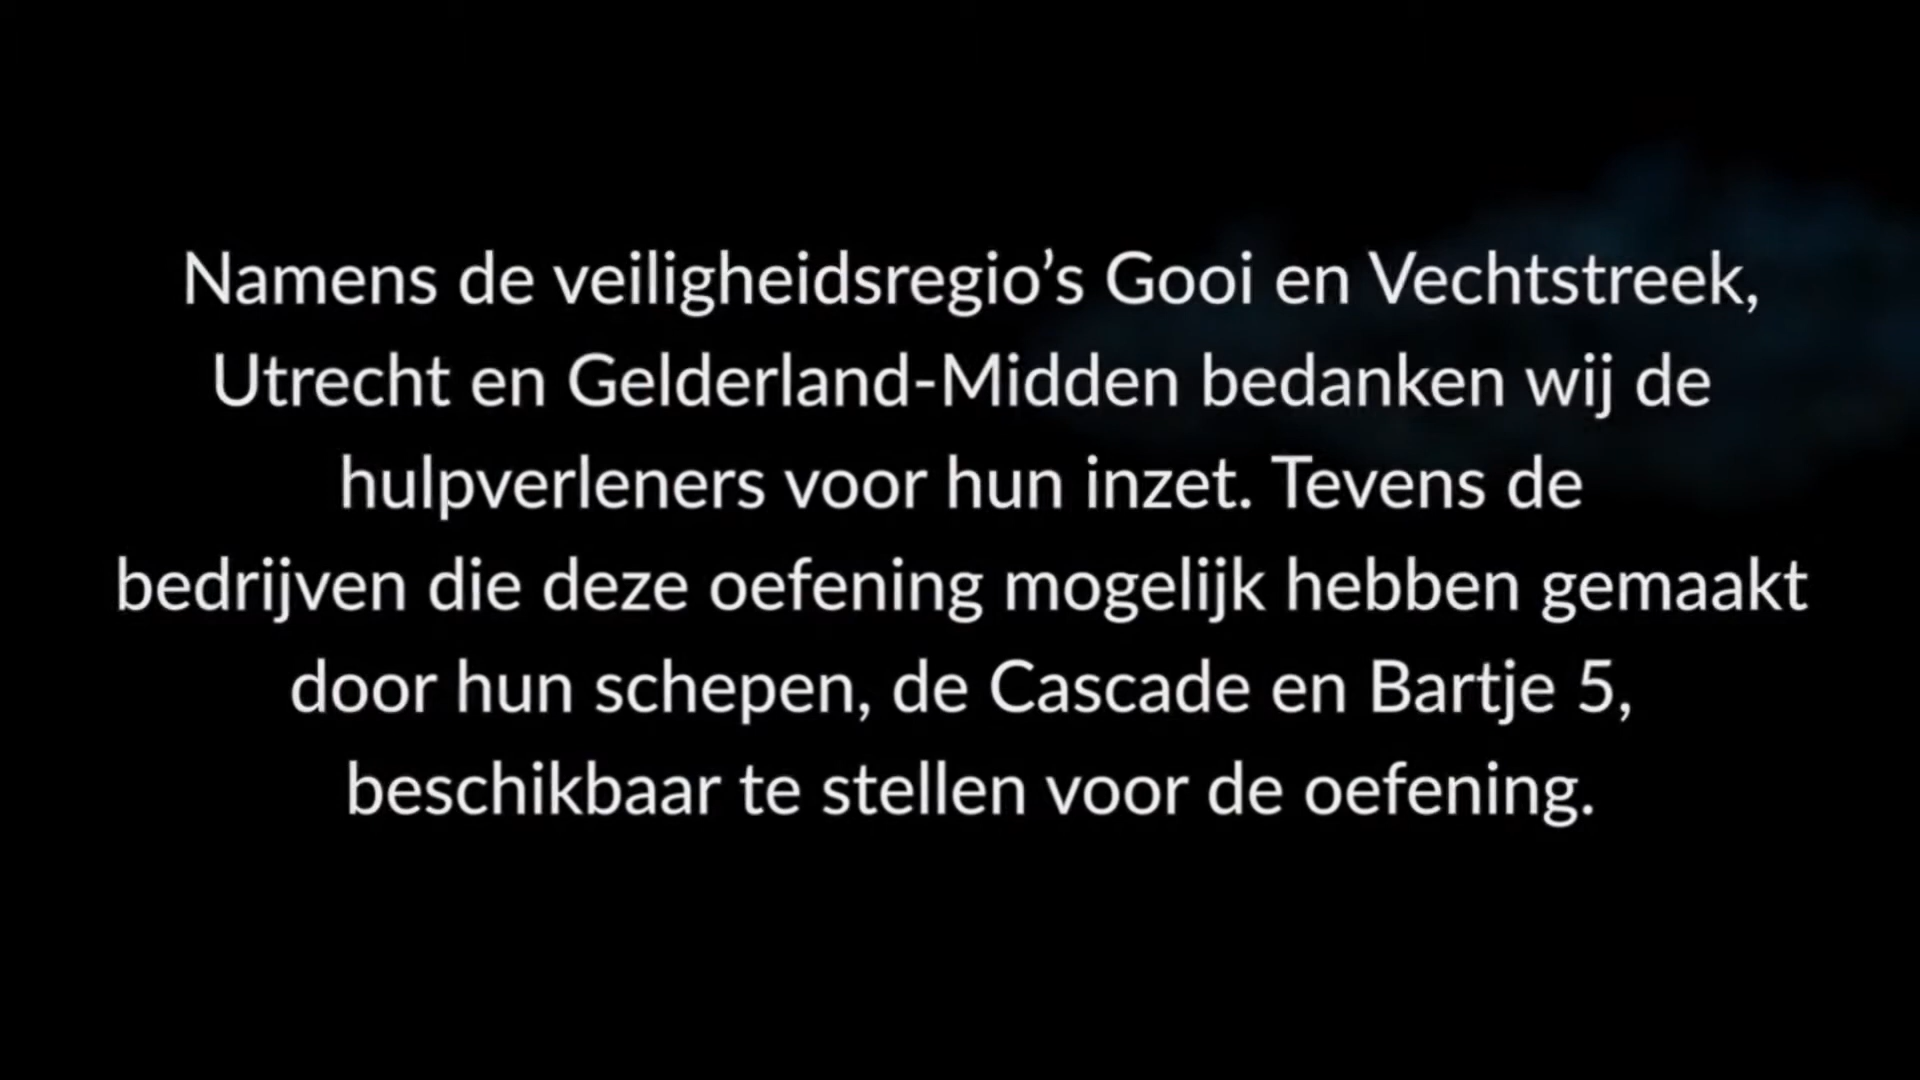 Namens de veiligheidsregio’s Gooi en Vechtstreek,
Utrecht en Gelderland-Midden bedanken wij de
hulpverleners voor hun inzet. Tevens de
bedrijven die deze oefening mogelijk hebben gemaakt
door hun schepen, de Cascade en Bartje 5,
beschikbaar te stellen voor de oefening.